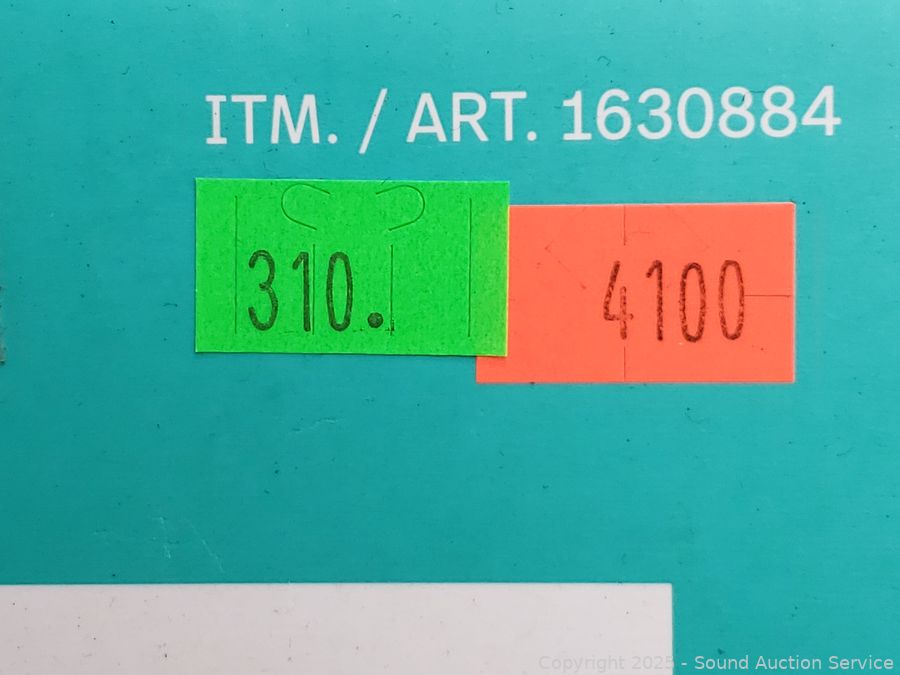 ITM. / ART. 1630884
310.
4100
Copyright 2025 - Sound Auction Service